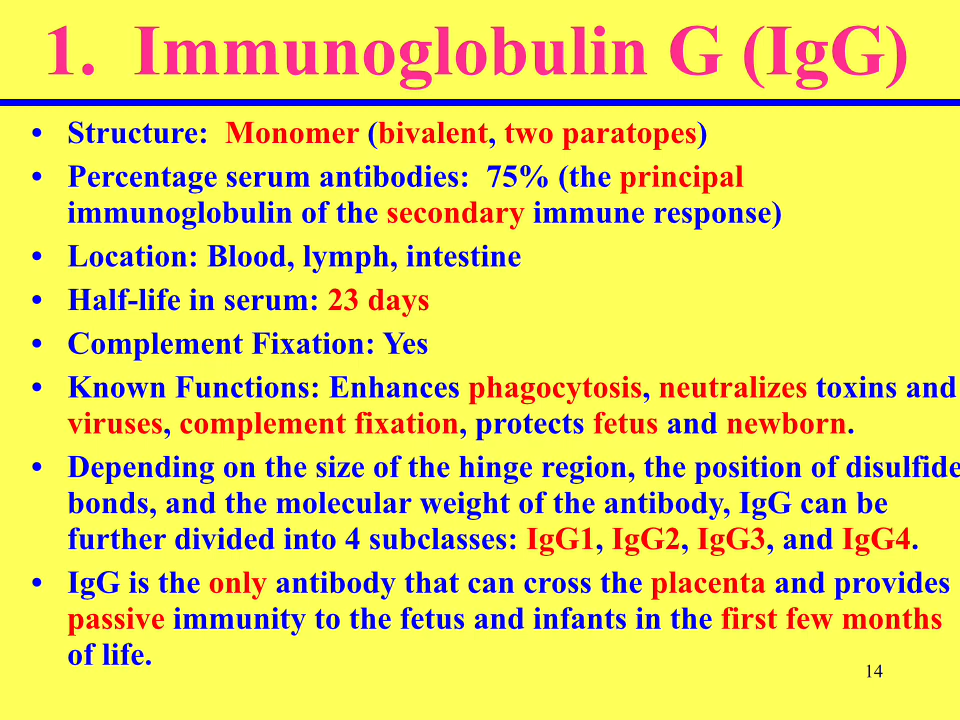 1. Immunoglobulin G (IgG)
• Structure: Monomer (bivalent, two paratopes)
• Percentage serum antibodies: 75% (the principal
immunoglobulin of the secondary immune response)
• Location: Blood, lymph, intestine
• Half-life in serum: 23 days
• Complement Fixation: Yes
• Known Functions: Enhances phagocytosis, neutralizes toxins and
viruses, complement fixation, protects fetus and newborn.
• Depending on the size of the hinge region, the position of disulfide
bonds, and the molecular weight of the antibody, IgG can be
further divided into 4 subclasses: IgG1, IgG2, IgG3, and IgG4.
• IgG is the only antibody that can cross the placenta and provides
passive immunity to the fetus and infants in the first few months
of life.
14